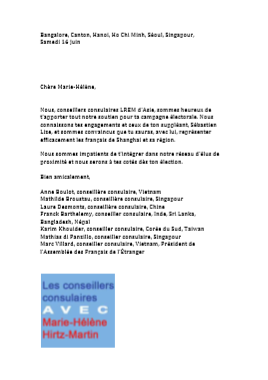 Bangalore, Canton, Hanoi, Ho Chi Minh, Séoul, Singapour,
Samedi 16 juin
Chère Marie-Hélène,
Nous, conseillers consulaires LREM d'Asie, sommes heureux de
t'apporter tout notre soutien pour ta campagne électorale. Nous
connaissons tes engagements et ceux de ton suppléant, Sébastien
Lise, et sommes convaincus que tu sauras, avec lui, représenter
efficacement les français de Shanghai et sa région.
Nous sommes impatients de t'intégrer dans notre réseau d'élus de
proximité et nous serons à tes cotés dès ton élection.
Bien amicalement,
Anne Boulot, conseillère consulaire, Vietnam
Mathilde Broustau, conseillère consulaire, Singapour
Laure Desmonts, conseillère consulaire, Chine
Franck Barthelemy, conseiller consulaire, Inde, Sri Lanka,
Bangladesh, Népal
Karim Khouider, conseiller consulaire, Corée du Sud, Taiwan
Mathias di Panzillo, conseiller consulaire, Singapour
Marc Villard, conseiller consulaire, Vietnam, Président de
l'Assemblée des Français de l'Étranger
Les conseillers
consulaires
AVEC
Marie-Hélène
Hirtz-Martin